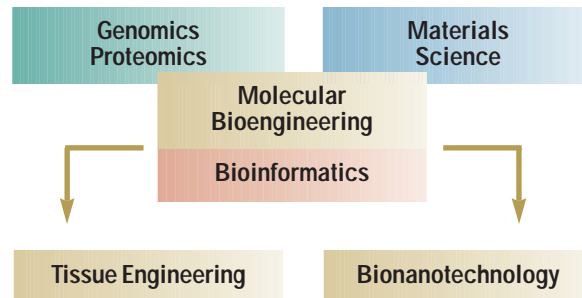 Genomics
Proteomics
Materials
Science
Molecular
Bioengineering
Bioinformatics
Tissue Engineering
Bionanotechnology